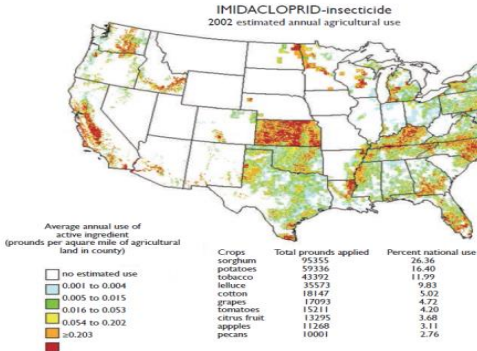 IMIDACLOPRID-insecticide
2002 estimated annual agricultural use
Average annual use of
active ingredient
(prounds per aquare mile of agricultural
land in county)
no estimated use
0.001 to 0.004
0.005 to 0.015
0.016 to 0.053
0.054 to 0.202
≥0.203
Crops Total prounds applied Percent national use
sorghum 95355 26.36
potatoes 59336 16.40
tobacco 43392 11.99
lelluce 35573 9.83
cotton 18147 5.02
grapes 17093 4.72
tomatoes 15211 4.20
citrus fruit 13295 3.68
appples 11268 3.11
pecans 10001 2.76